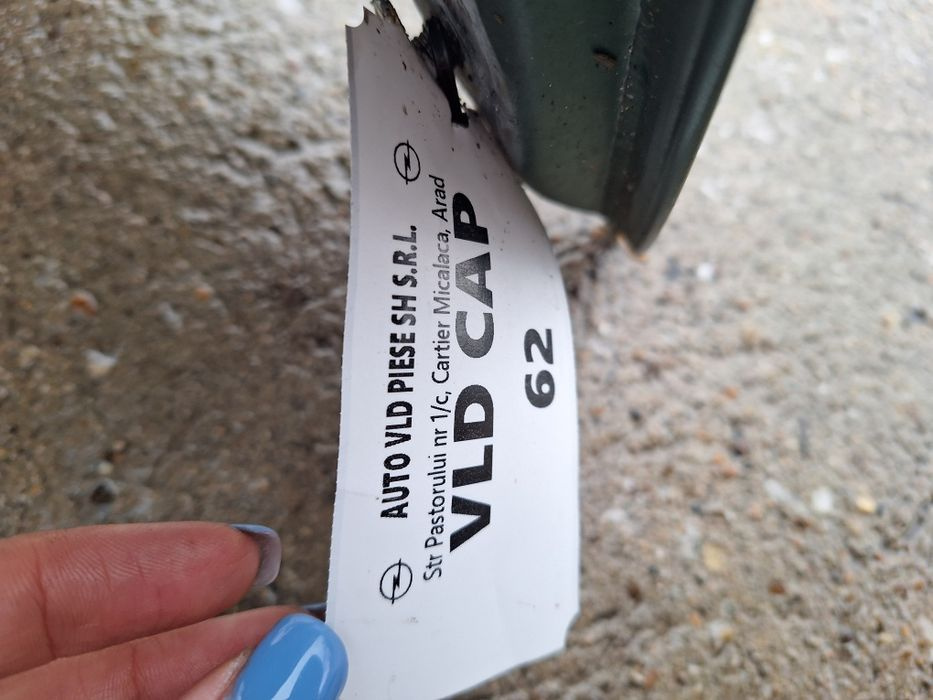 AUTO VLD PIESE SH S.R.L.
Str Pastorului nr 1/c, Cartier Micalaca, Arad
VLD CAP
62